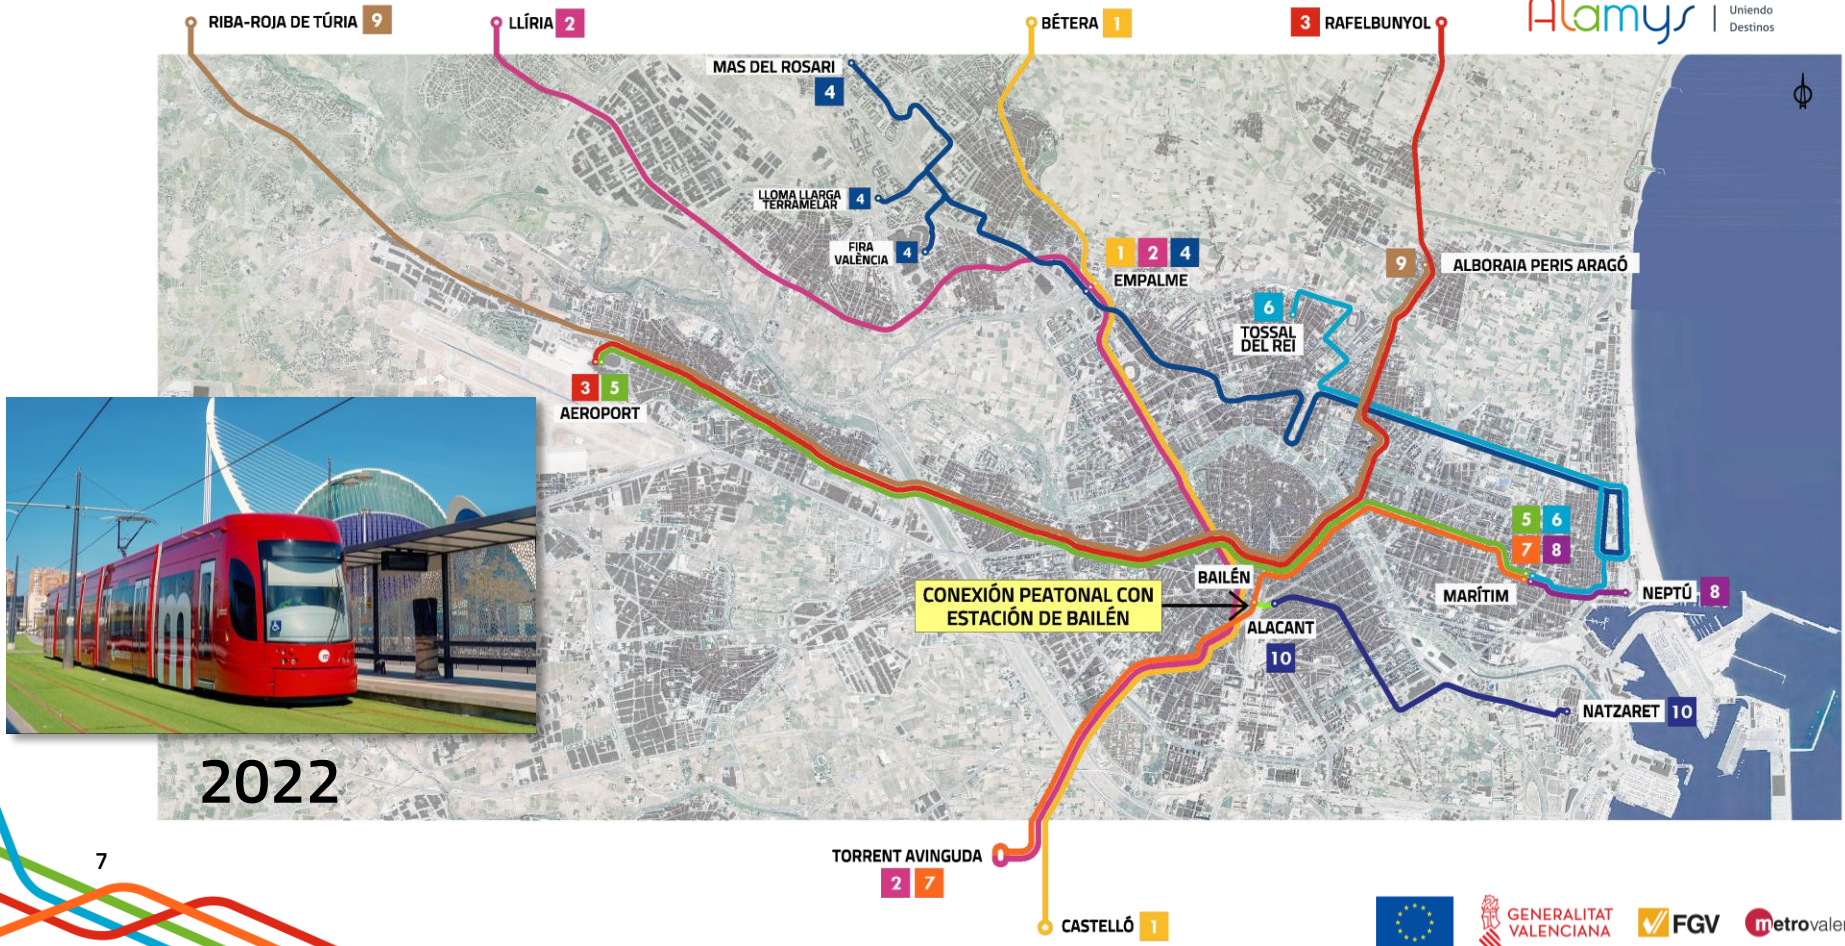 RIBA-ROJA DE TÚRIA 9
LLÍRIA 2
BÉTERA 1
3 RAFELBUNYOL
Alamys
Uniendo
Destinos
MAS DEL ROSARI
4
LLOMA LLARGA
TERRAMELAR 4
FIRA
VALÈNCIA 4
1 2 4
EMPALME
9 ALBORAIA PERIS ARAGÓ
6
TOSSAL
DEL REI
3 5
AEROPORT
5 6
7 8
MARÍTIM
NEPTÚ 8
BAILÉN
CONEXIÓN PEATONAL CON
ESTACIÓN DE BAILÉN
ALACANT
10
NATZARET 10
m
2022
7
TORRENT AVINGUDA
2 7
CASTELLÓ 1
GENERALITAT
VALENCIANA
FGV
metrovale